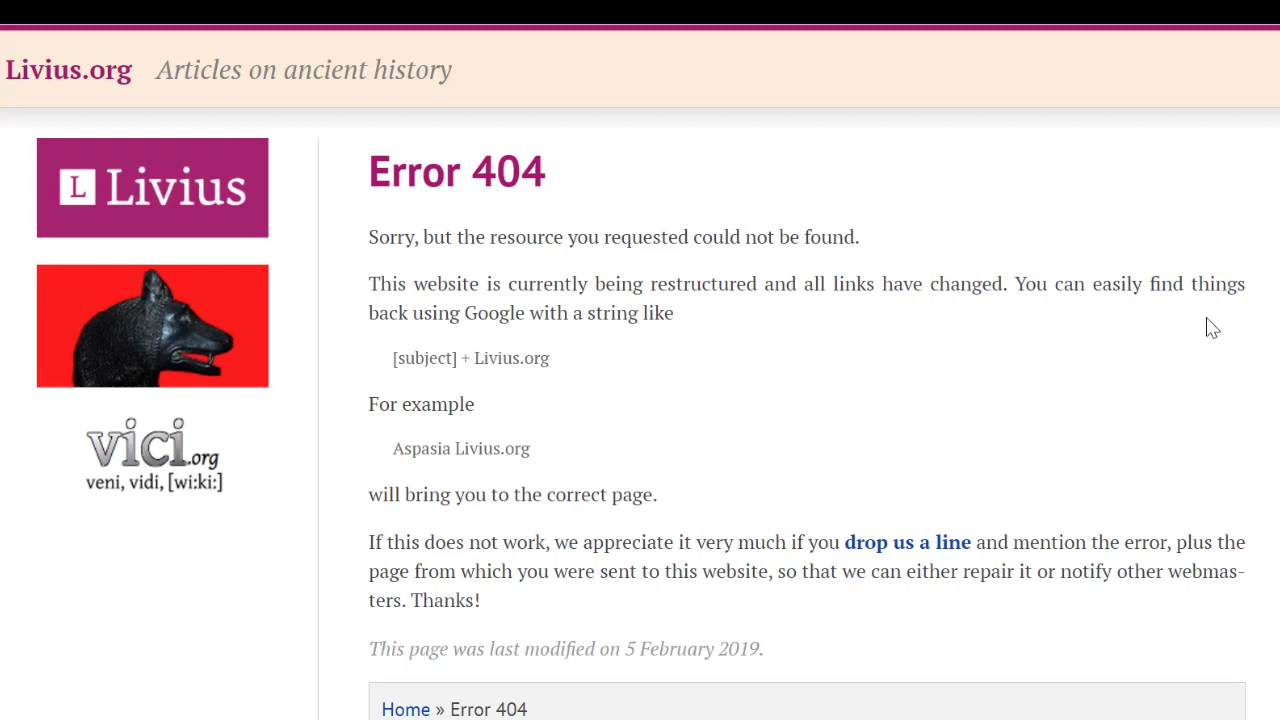 Livius.org Articles on ancient history
L Livius
vici.org
veni, vidi, [wi:ki:]
Error 404
Sorry, but the resource you requested could not be found.
This website is currently being restructured and all links have changed. You can easily find things
back using Google with a string like
[subject] + Livius.org
For example
Aspasia Livius.org
will bring you to the correct page.
If this does not work, we appreciate it very much if you drop us a line and mention the error, plus the
page from which you were sent to this website, so that we can either repair it or notify other webmas-
ters. Thanks!
This page was last modified on 5 February 2019.
Home » Error 404